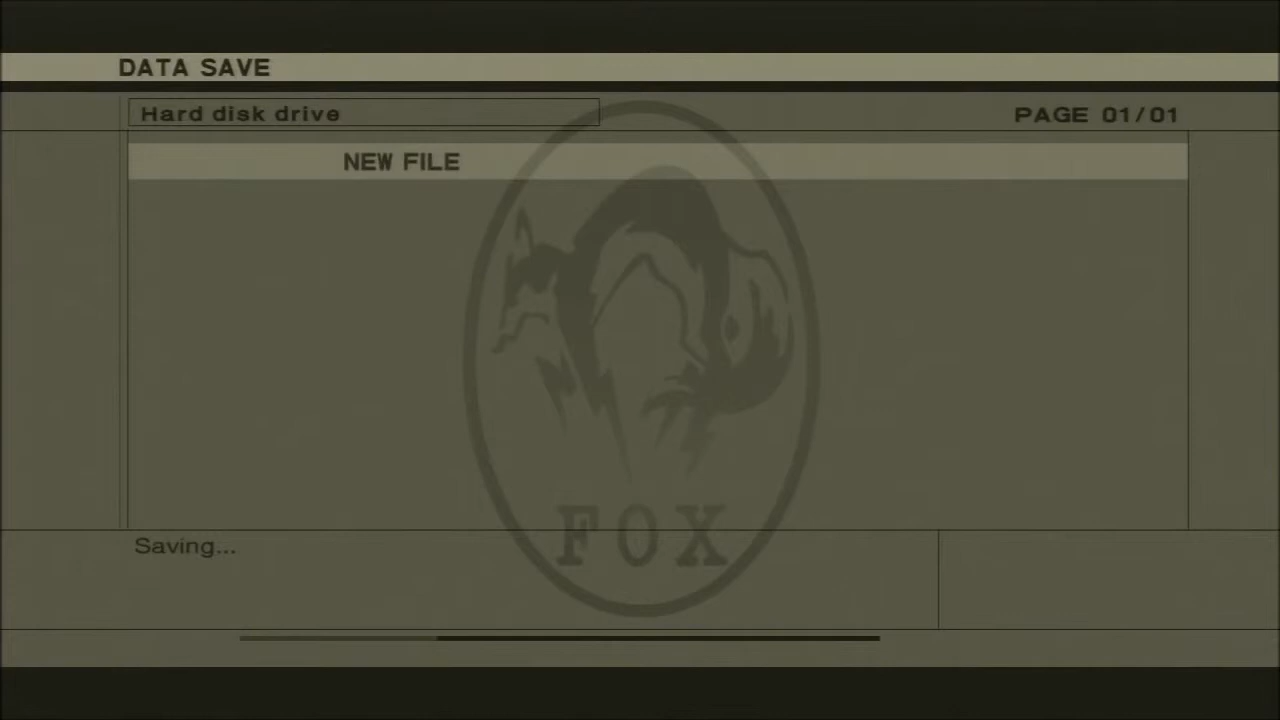 DATA SAVE
Hard disk drive
PAGE 01/01
NEW FILE
FOX
Saving...